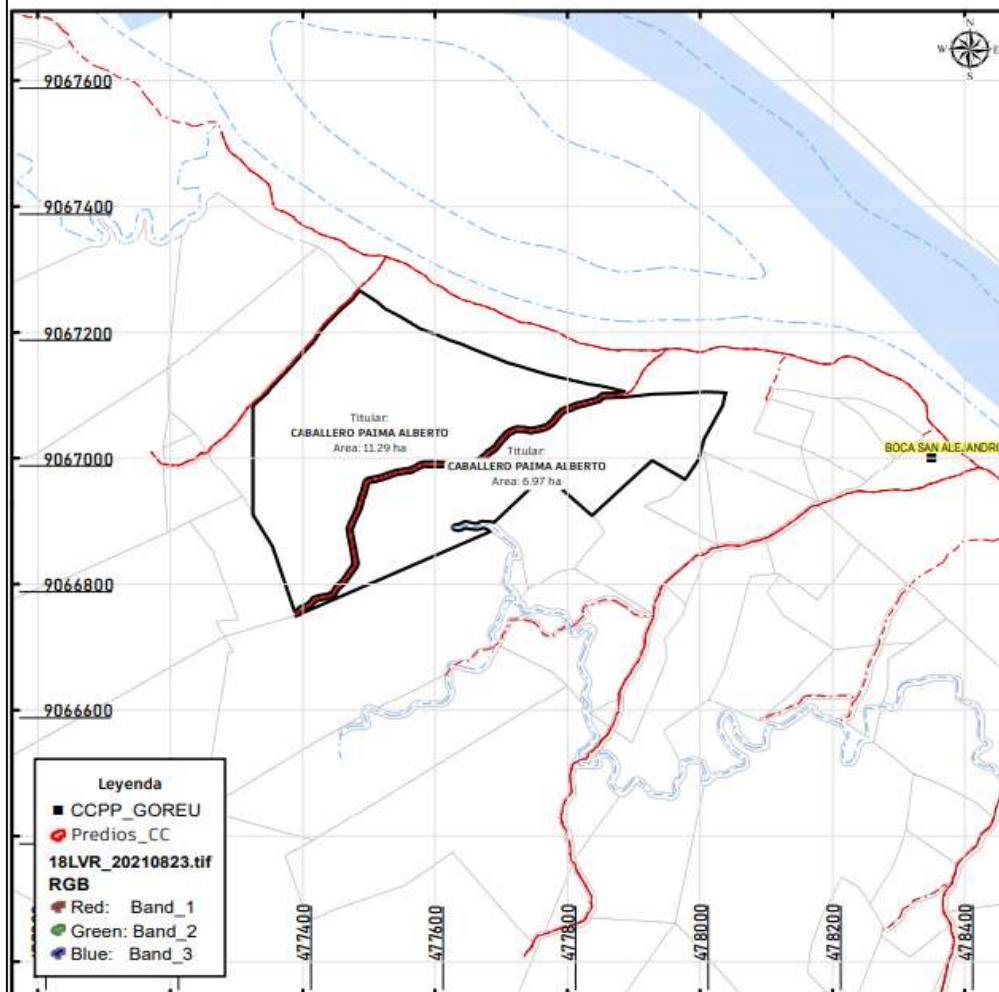 N
W E
S
9067600
9067400
9067200
9067000
9066800
9066600
Titular:
CABALLERO PAIMA ALBERTO
Area: 11.29 ha
Titular:
CABALLERO PAIMA ALBERTO
Area: 6.97 ha
BOCA SAN ALEJANDRO
Leyenda
CCPP_GOREU
Predios_CC
18LVR_20210823.tif
RGB
Red: Band_1
Green: Band_2
Blue: Band_3
477400
477600
477800
478000
478200
478400